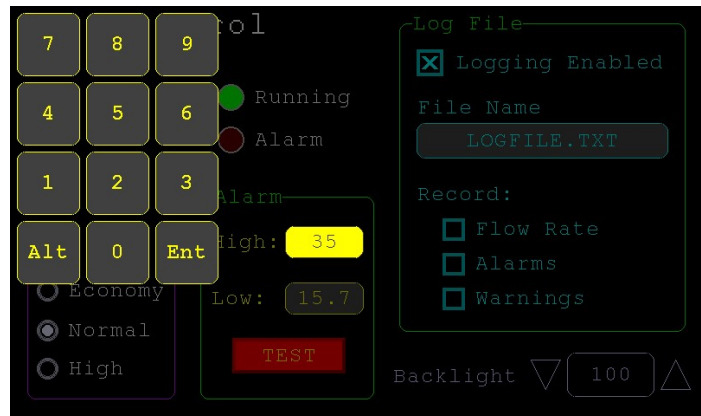 7 8 9
4 5 6
1 2 3
Alt 0 Ent
rol
Running
Alarm
Alarm
High: 35
Low: 15.7
TEST
Economy
Normal
High
Log File
Logging Enabled
File Name
LOGFILE.TXT
Record:
Flow Rate
Alarms
Warnings
Backlight 100